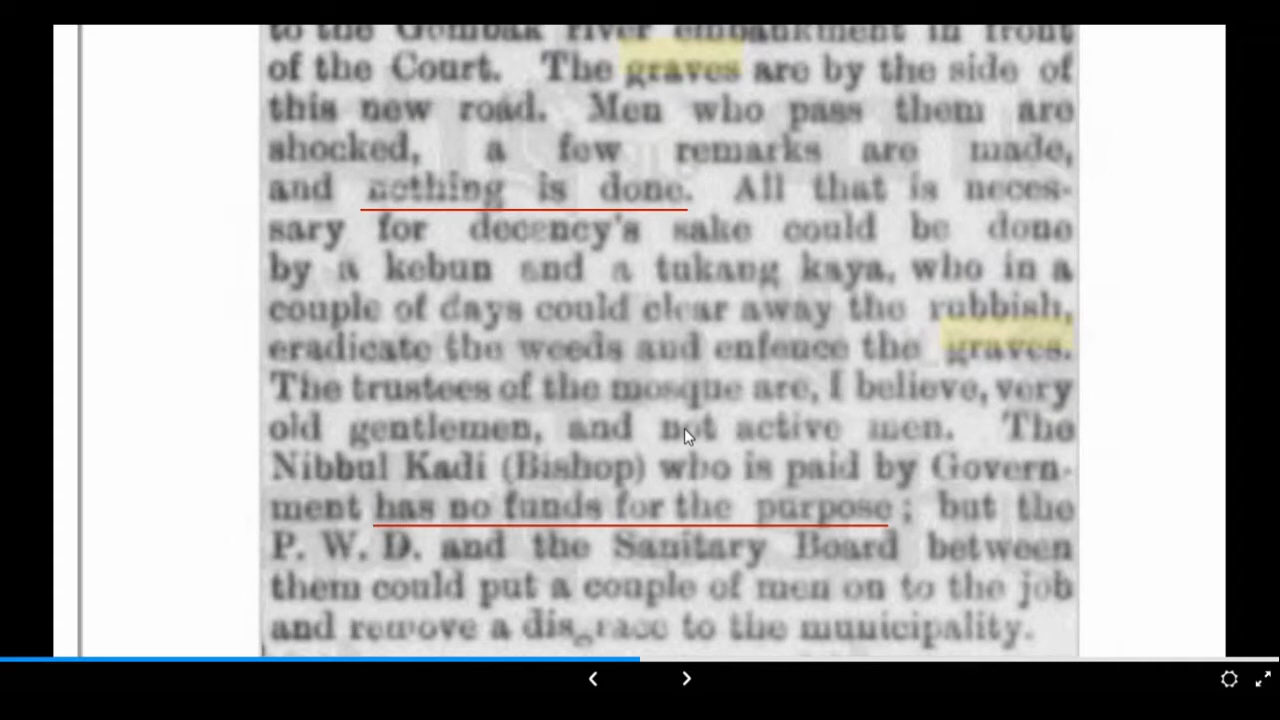 to the Gombak river embankment in front
of the Court. The graves are by the side of
this new road. Men who pass them are
shocked, a few remarks are made,
and nothing is done. All that is neces-
sary for decency's sake could be done
by a kebun and a tukang kaya, who in a
couple of days could clear away the rubbish,
eradicate the weeds and enfence the graves.
The trustees of the mosque are, I believe, very
old gentlemen, and not active men. The
Nibbul Kadi (Bishop) who is paid by Govern-
ment has no funds for the purpose; but the
P. W. D. and the Sanitary Board between
them could put a couple of men on to the job
and remove a disgrace to the municipality.